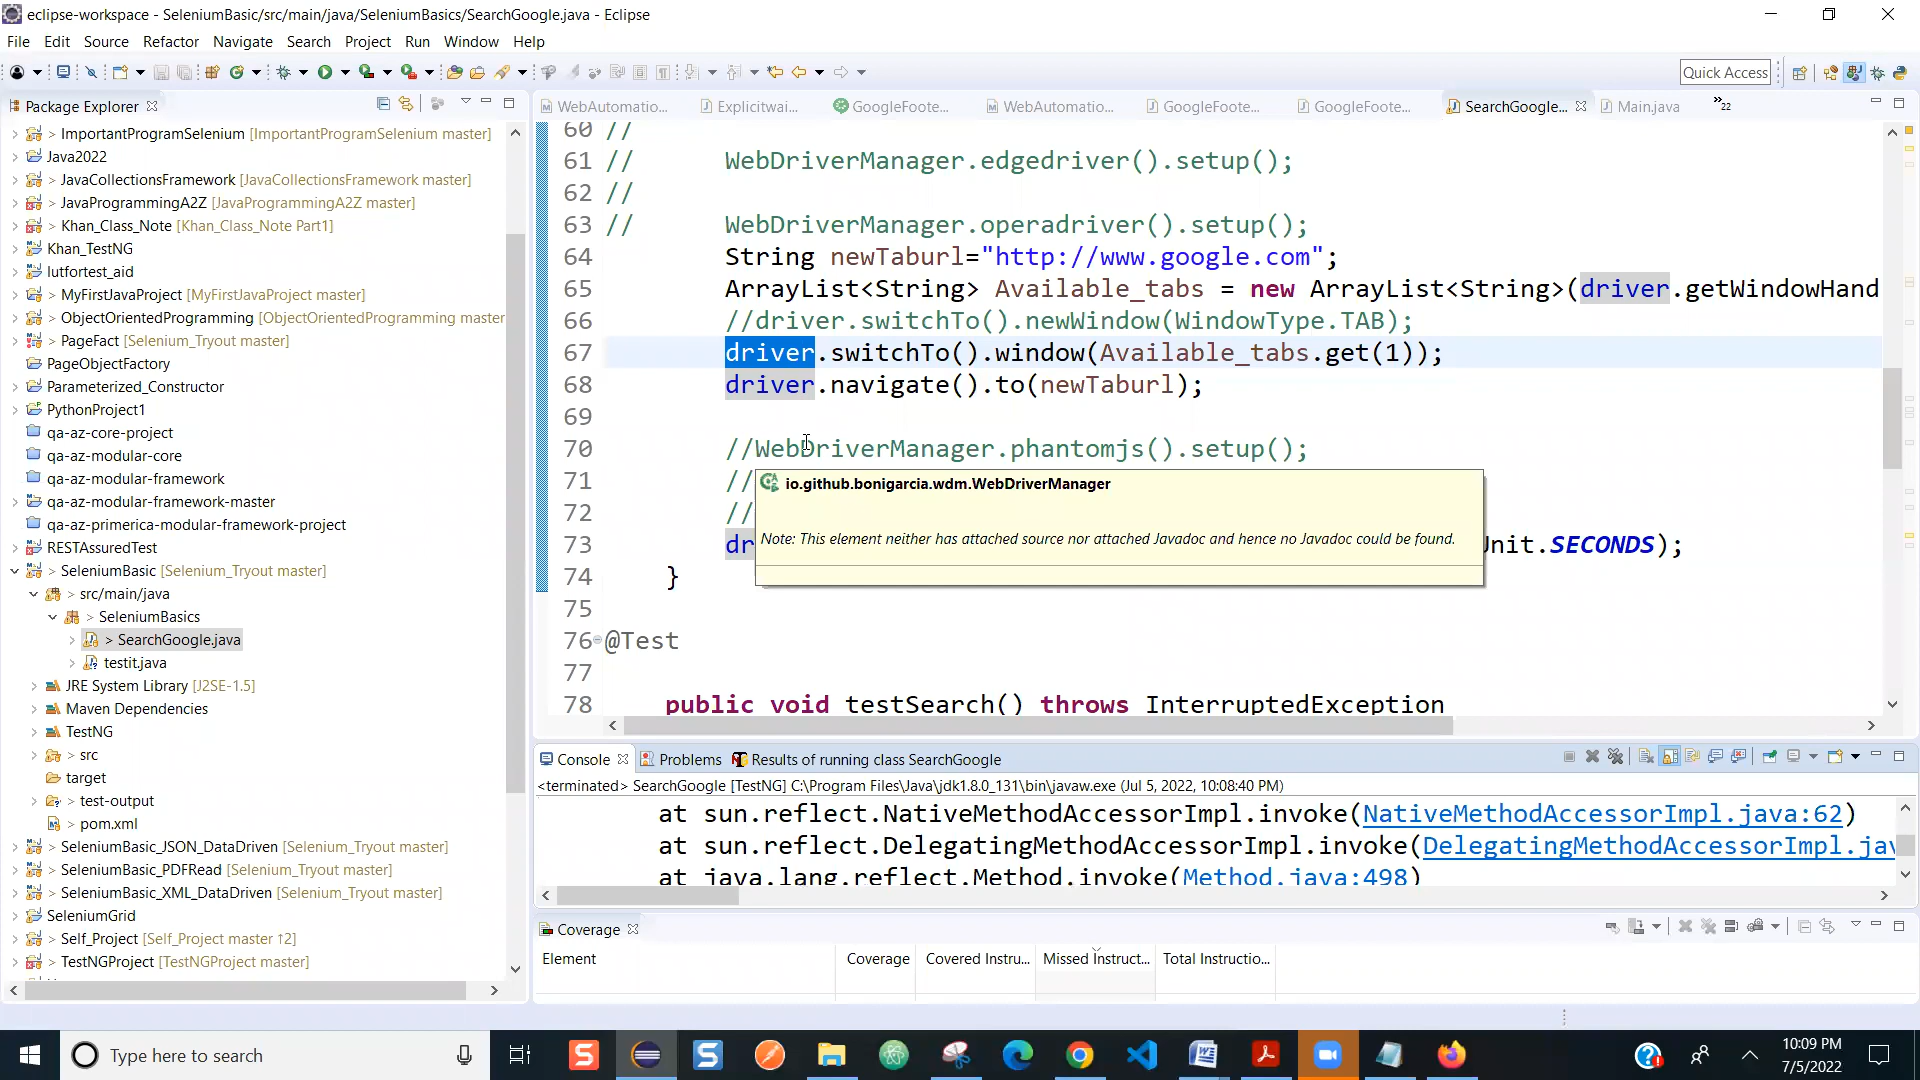 eclipse-workspace - SeleniumBasic/src/main/java/SeleniumBasics/SearchGoogle.java - Eclipse
File Edit Source Refactor Navigate Search Project Run Window Help
Quick Access
Package Explorer
WebAutomatio... Explicitwai... GoogleFoote... WebAutomatio... GoogleFoote... GoogleFoote... SearchGoogle... Main.java »22
> ImportantProgramSelenium [ImportantProgramSelenium master]
Java2022
> JavaCollectionsFramework [JavaCollectionsFramework master]
> JavaProgrammingA2Z [JavaProgrammingA2Z master]
> Khan_Class_Note [Khan_Class_Note Part1]
Khan_TestNG
lutfortest_aid
> MyFirstJavaProject [MyFirstJavaProject master]
> ObjectOrientedProgramming [ObjectOrientedProgramming master
> PageFact [Selenium_Tryout master]
PageObjectFactory
Parameterized_Constructor
PythonProject1
qa-az-core-project
qa-az-modular-core
qa-az-modular-framework
qa-az-modular-framework-master
qa-az-primerica-modular-framework-project
RESTAssuredTest
> SeleniumBasic [Selenium_Tryout master]
> src/main/java
> SeleniumBasics
> SearchGoogle.java
testit.java
JRE System Library [J2SE-1.5]
Maven Dependencies
TestNG
> src
target
> test-output
> pom.xml
> SeleniumBasic_JSON_DataDriven [Selenium_Tryout master]
> SeleniumBasic_PDFRead [Selenium_Tryout master]
> SeleniumBasic_XML_DataDriven [Selenium_Tryout master]
SeleniumGrid
> Self_Project [Self_Project master ↑2]
> TestNGProject [TestNGProject master]
60 //
61 // WebDriverManager.edgedriver().setup();
62 //
63 // WebDriverManager.operadriver().setup();
64 String newTaburl="http://www.google.com";
65 ArrayList<String> Available_tabs = new ArrayList<String>(driver.getWindowHand
66 //driver.switchTo().newWindow(WindowType.TAB);
67 driver.switchTo().window(Available_tabs.get(1));
68 driver.navigate().to(newTaburl);
69
70 //WebDriverManager.phantomjs().setup();
71 //
72 //
73 dr Unit.SECONDS);
74 }
75
76 @Test
77
78 public void testSearch() throws InterruptedException
io.github.bonigarcia.wdm.WebDriverManager
Note: This element neither has attached source nor attached Javadoc and hence no Javadoc could be found.
Console Problems Results of running class SearchGoogle
<terminated> SearchGoogle [TestNG] C:\Program Files\Java\jdk1.8.0_131\bin\javaw.exe (Jul 5, 2022, 10:08:40 PM)
at sun.reflect.NativeMethodAccessorImpl.invoke(NativeMethodAccessorImpl.java:62)
at sun.reflect.DelegatingMethodAccessorImpl.invoke(DelegatingMethodAccessorImpl.jav
at java.lang.reflect.Method.invoke(Method.java:498)
Coverage
Element Coverage Covered Instru... Missed Instruct... Total Instructio...
Type here to search
10:09 PM
7/5/2022